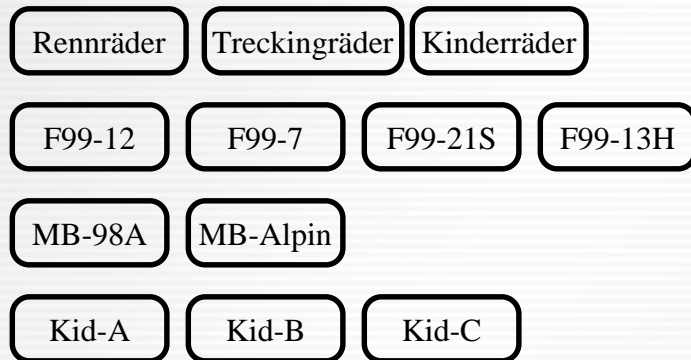 Rennräder Treckingräder Kinderräder
F99-12 F99-7 F99-21S F99-13H
MB-98A MB-Alpin
Kid-A Kid-B Kid-C